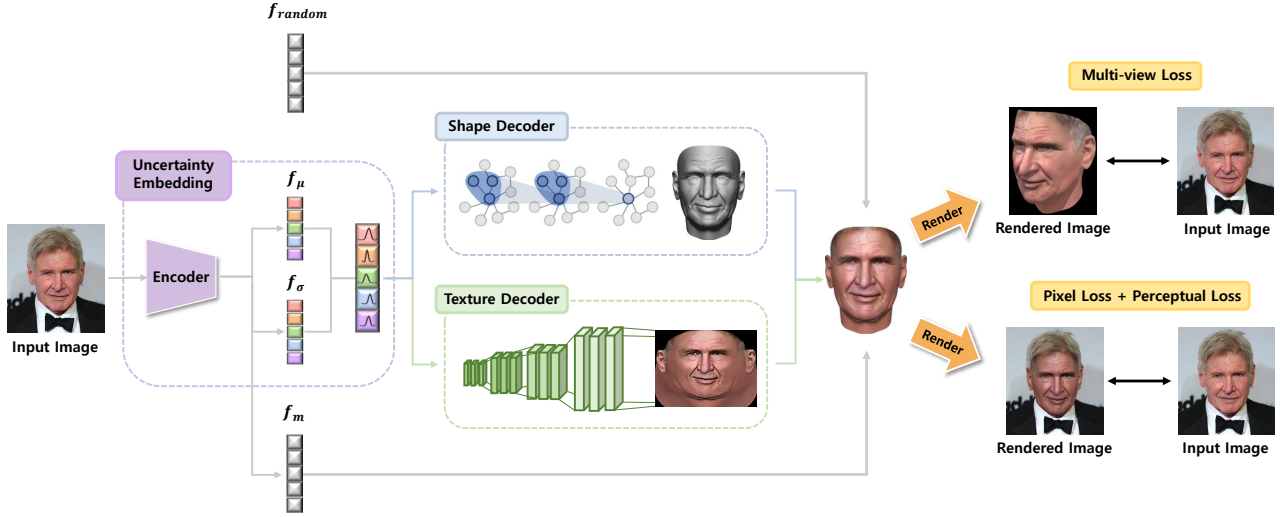 f_random
Multi-view Loss
Shape Decoder
Uncertainty
Embedding
f_μ
Render
Rendered Image
Input Image
Encoder
f_σ
Texture Decoder
Pixel Loss + Perceptual Loss
Input Image
Render
f_m
Rendered Image
Input Image